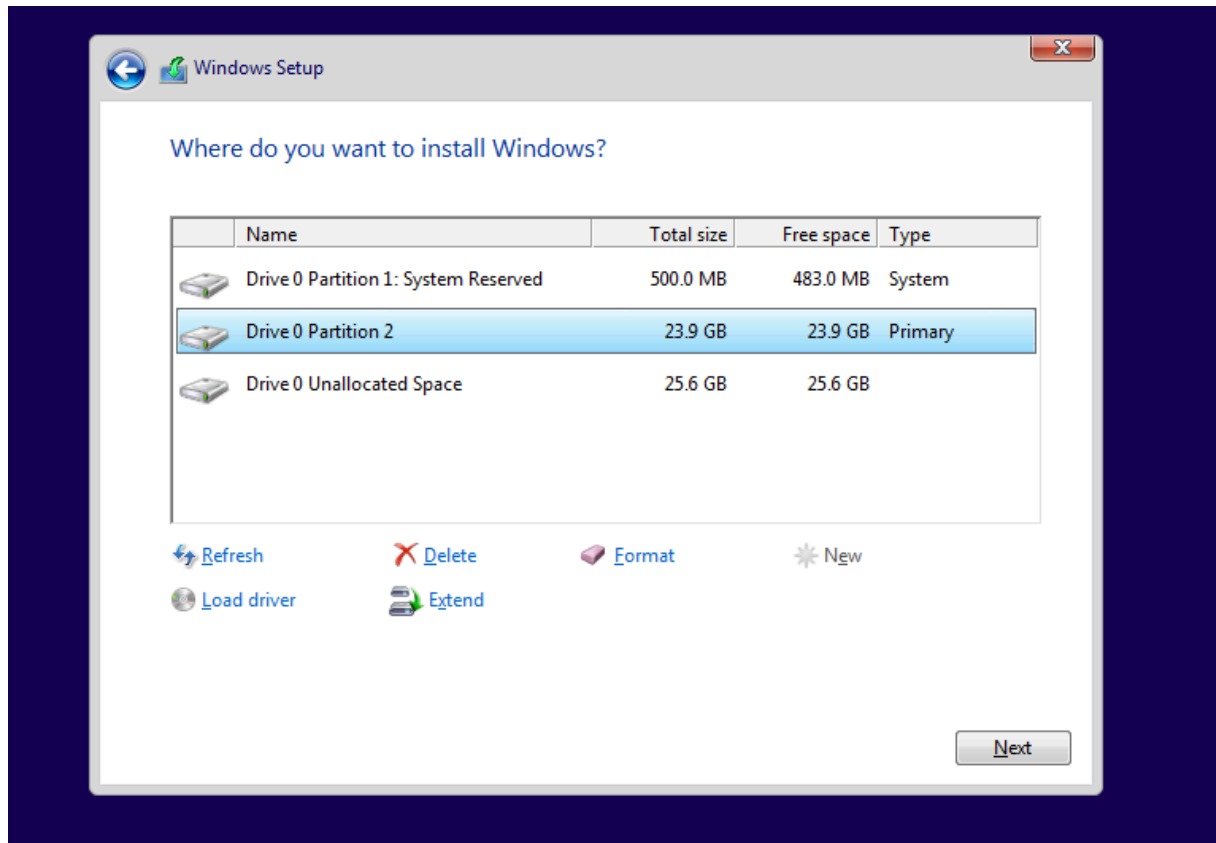 Windows Setup
Where do you want to install Windows?
Name Total size Free space Type
Drive 0 Partition 1: System Reserved 500.0 MB 483.0 MB System
Drive 0 Partition 2 23.9 GB 23.9 GB Primary
Drive 0 Unallocated Space 25.6 GB 25.6 GB
Refresh Delete Format New
Load driver Extend
Next